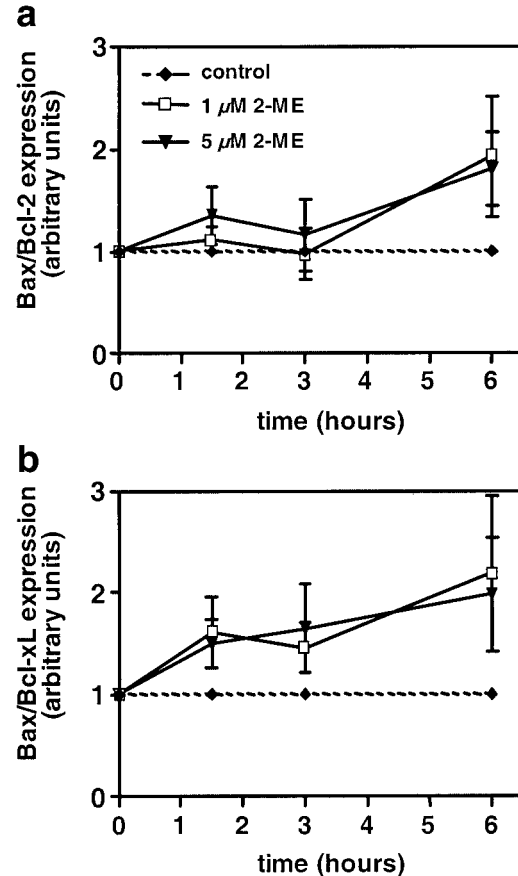 a
Bax/Bcl-2 expression
(arbitrary units)
3
2
1
0
control
1 µM 2-ME
5 µM 2-ME
0 1 2 3 4 5 6
time (hours)
b
Bax/Bcl-xL expression
(arbitrary units)
3
2
1
0
0 1 2 3 4 5 6
time (hours)